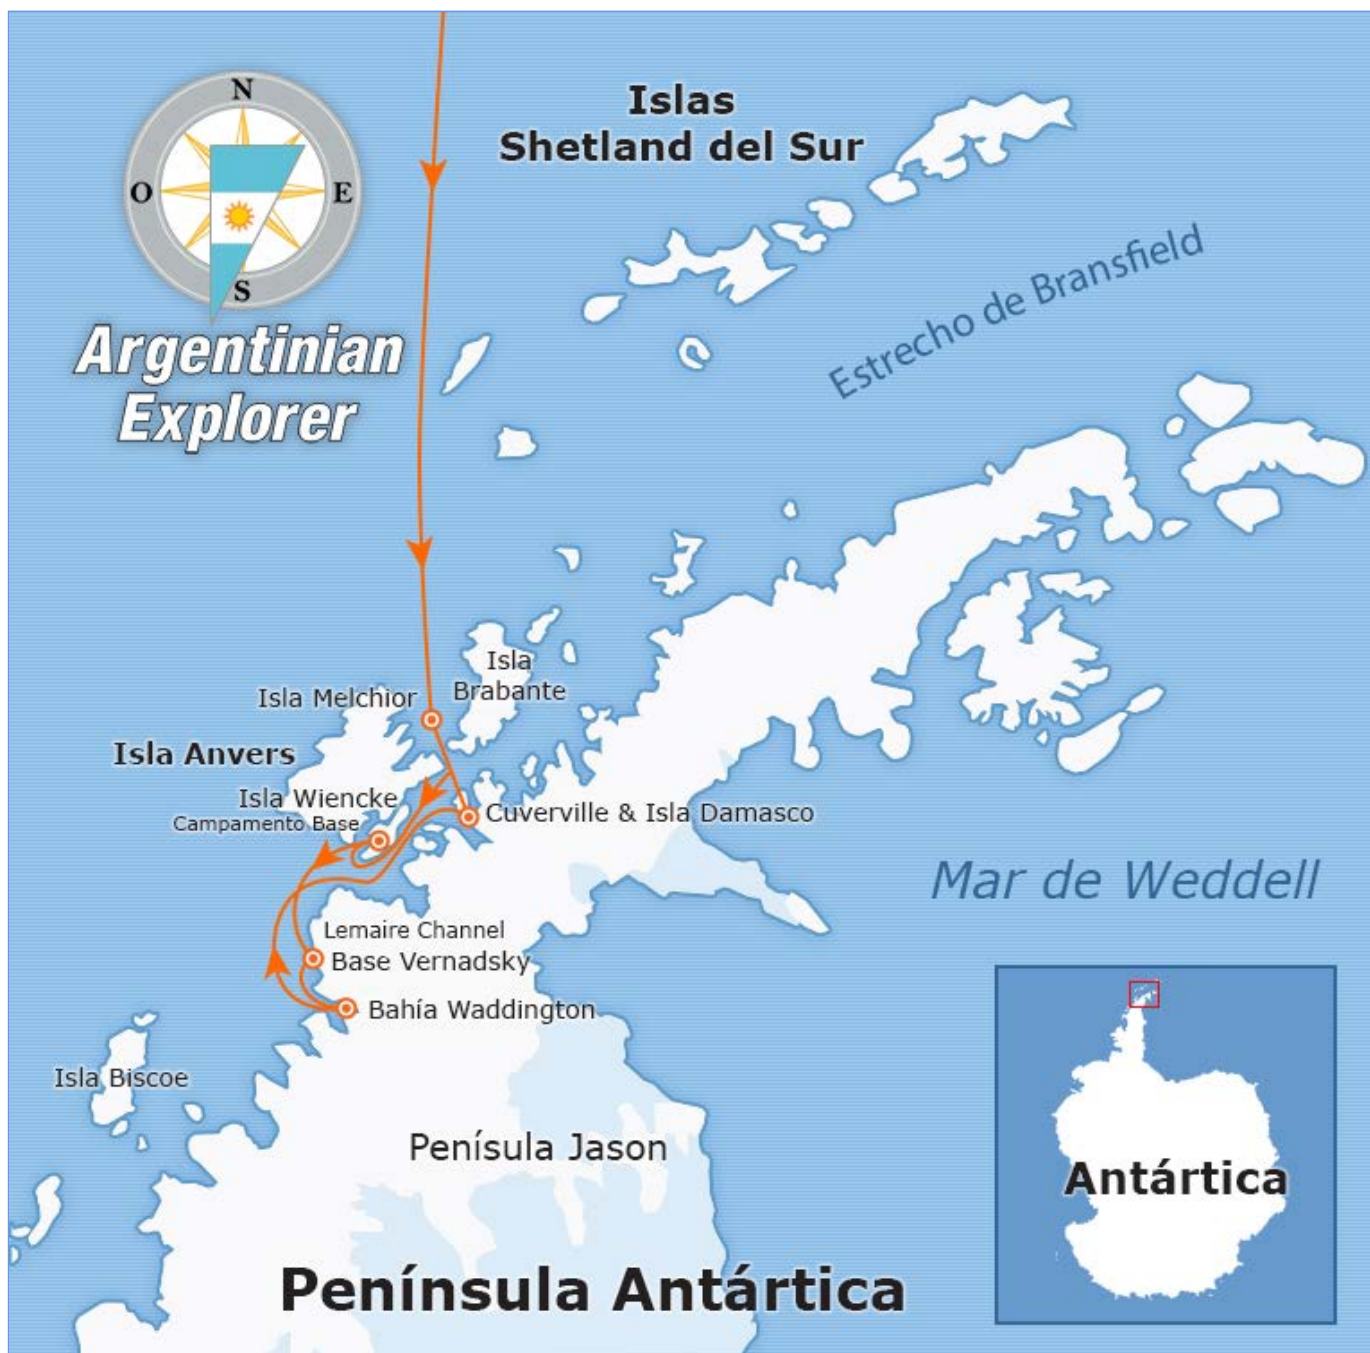 N
O
E
S
Argentinian
Explorer
Islas
Shetland del Sur
Estrecho de Bransfield
Isla
Brabante
Isla Melchior
Isla Anvers
Isla Wiencke
Campamento Base
Cuverville & Isla Damasco
Mar de Weddell
Lemaire Channel
Base Vernadsky
Bahía Waddington
Isla Biscoe
Penísula Jason
Península Antártica
Antártica